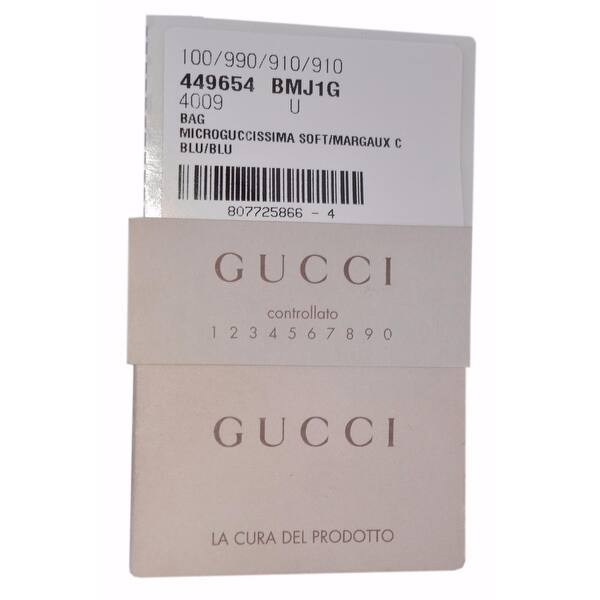 100/990/910/910
449654 BMJ1G
4009 U
BAG
MICROGUCCISSIMA SOFT/MARGAUX C
BLU/BLU
807725866 - 4
GUCCI
controllato
1 2 3 4 5 6 7 8 9 0
GUCCI
LA CURA DEL PRODOTTO